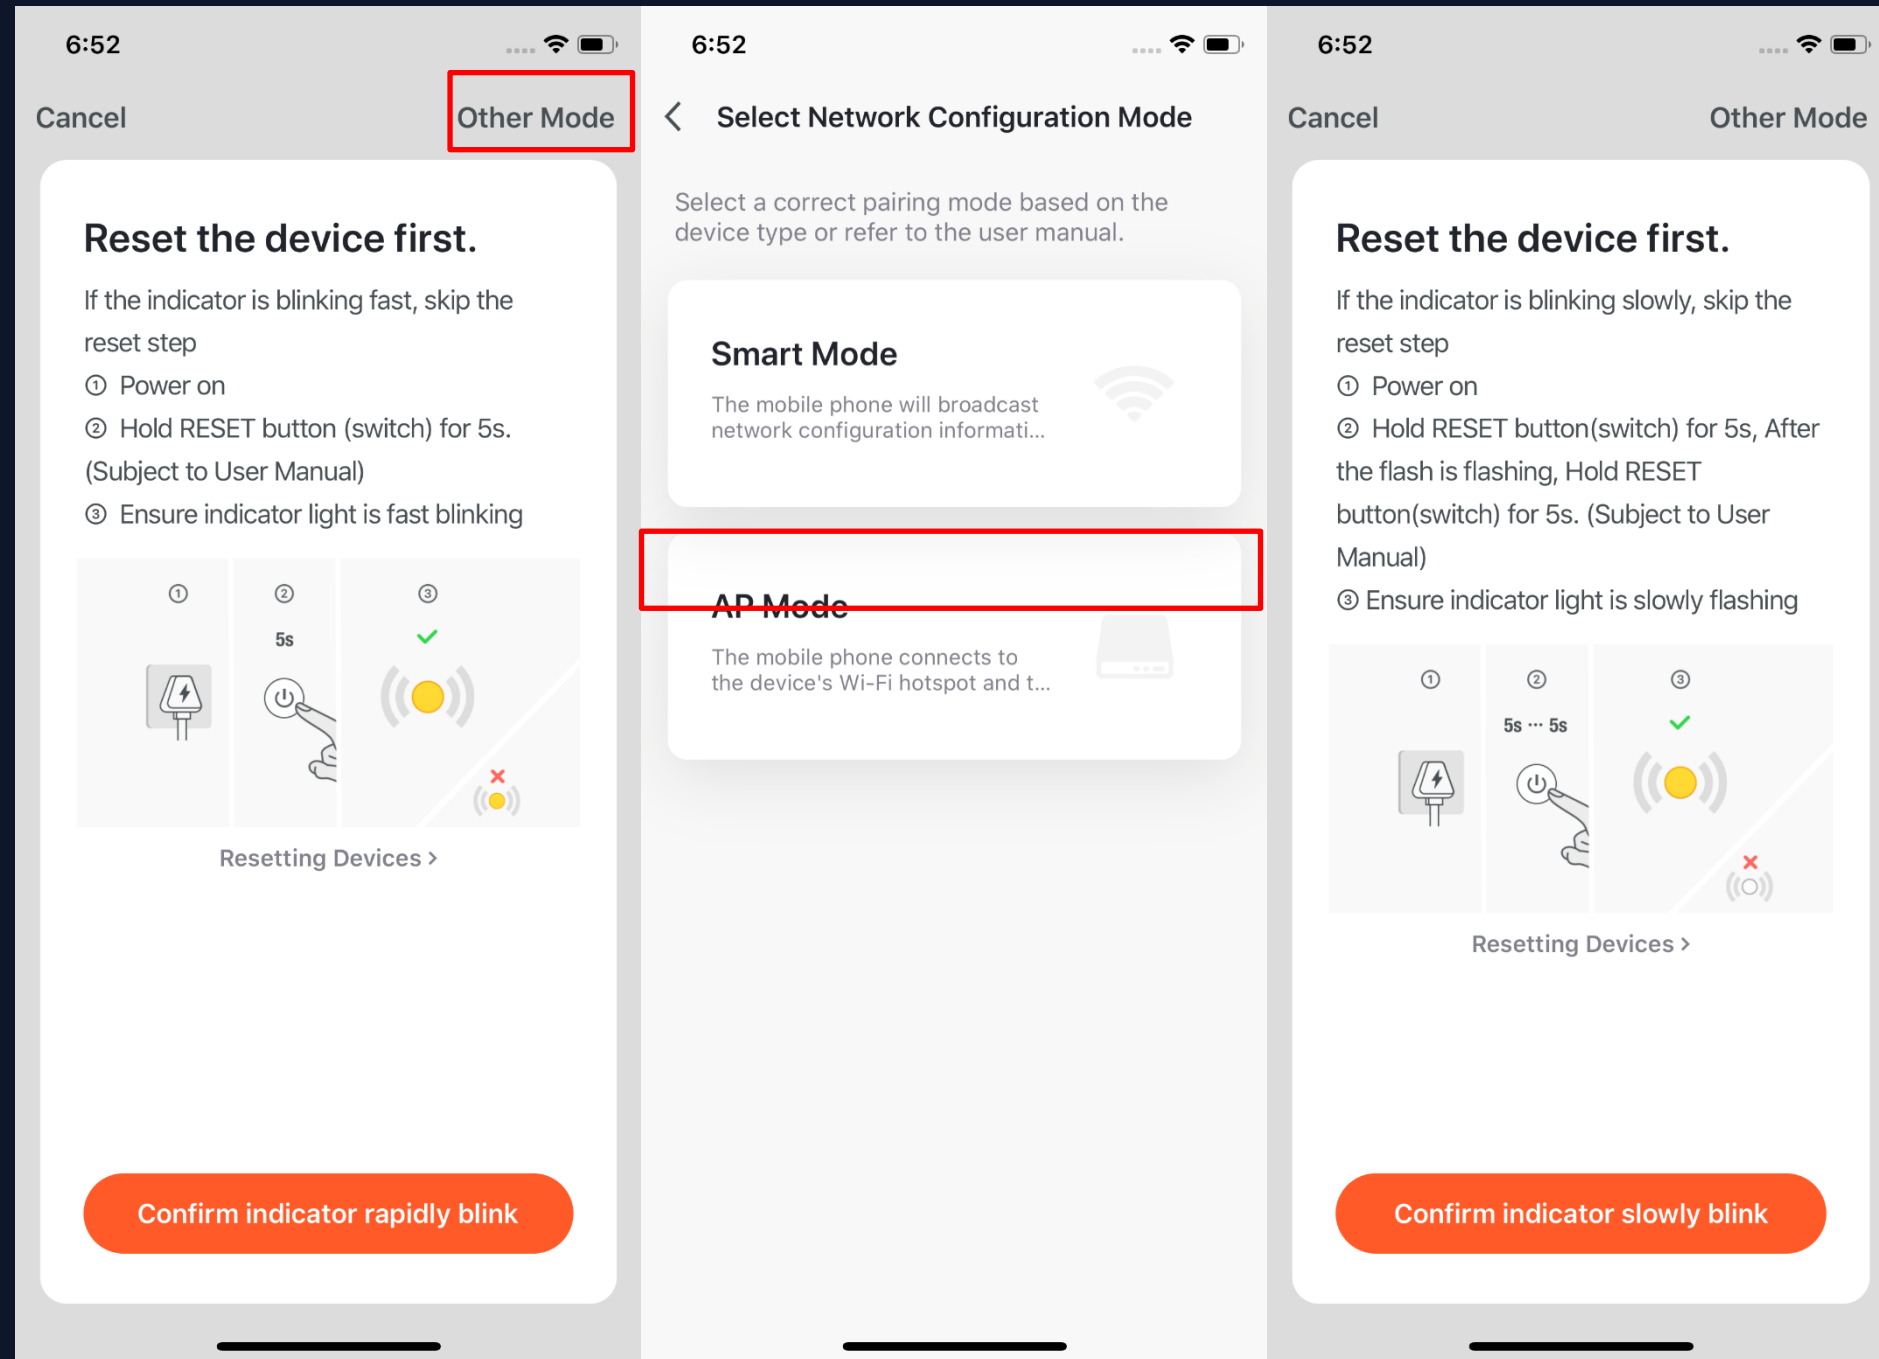 6:52
Cancel
Other Mode
Reset the device first.
If the indicator is blinking fast, skip the
reset step
① Power on
② Hold RESET button (switch) for 5s.
(Subject to User Manual)
③ Ensure indicator light is fast blinking
① ② ③
5s
Resetting Devices >
Confirm indicator rapidly blink
6:52
Select Network Configuration Mode
Select a correct pairing mode based on the
device type or refer to the user manual.
Smart Mode
The mobile phone will broadcast
network configuration informati...
AP Mode
The mobile phone connects to
the device's Wi-Fi hotspot and t...
6:52
Cancel
Other Mode
Reset the device first.
If the indicator is blinking slowly, skip the
reset step
① Power on
② Hold RESET button(switch) for 5s, After
the flash is flashing, Hold RESET
button(switch) for 5s. (Subject to User
Manual)
③ Ensure indicator light is slowly flashing
① ② ③
5s ··· 5s
Resetting Devices >
Confirm indicator slowly blink